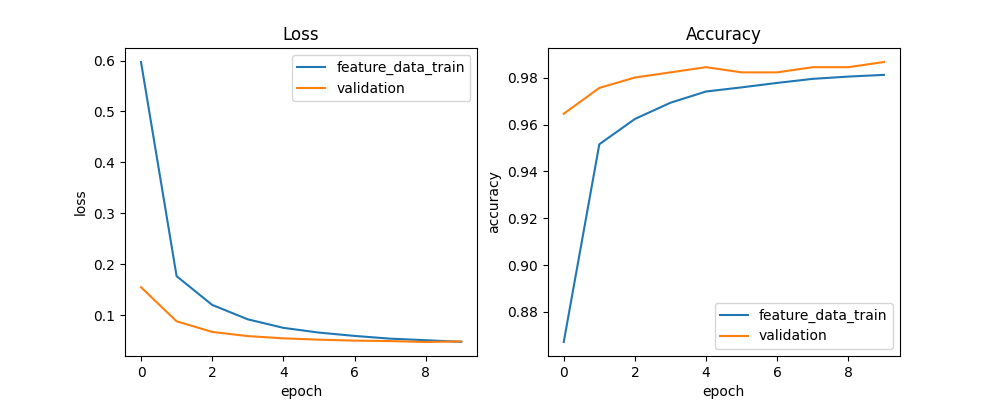 Loss
feature_data_train
validation
0.6
0.5
0.4
0.3
0.2
0.1
loss
0 2 4 6 8
epoch
Accuracy
0.98
0.96
0.94
0.92
0.90
0.88
accuracy
feature_data_train
validation
0 2 4 6 8
epoch